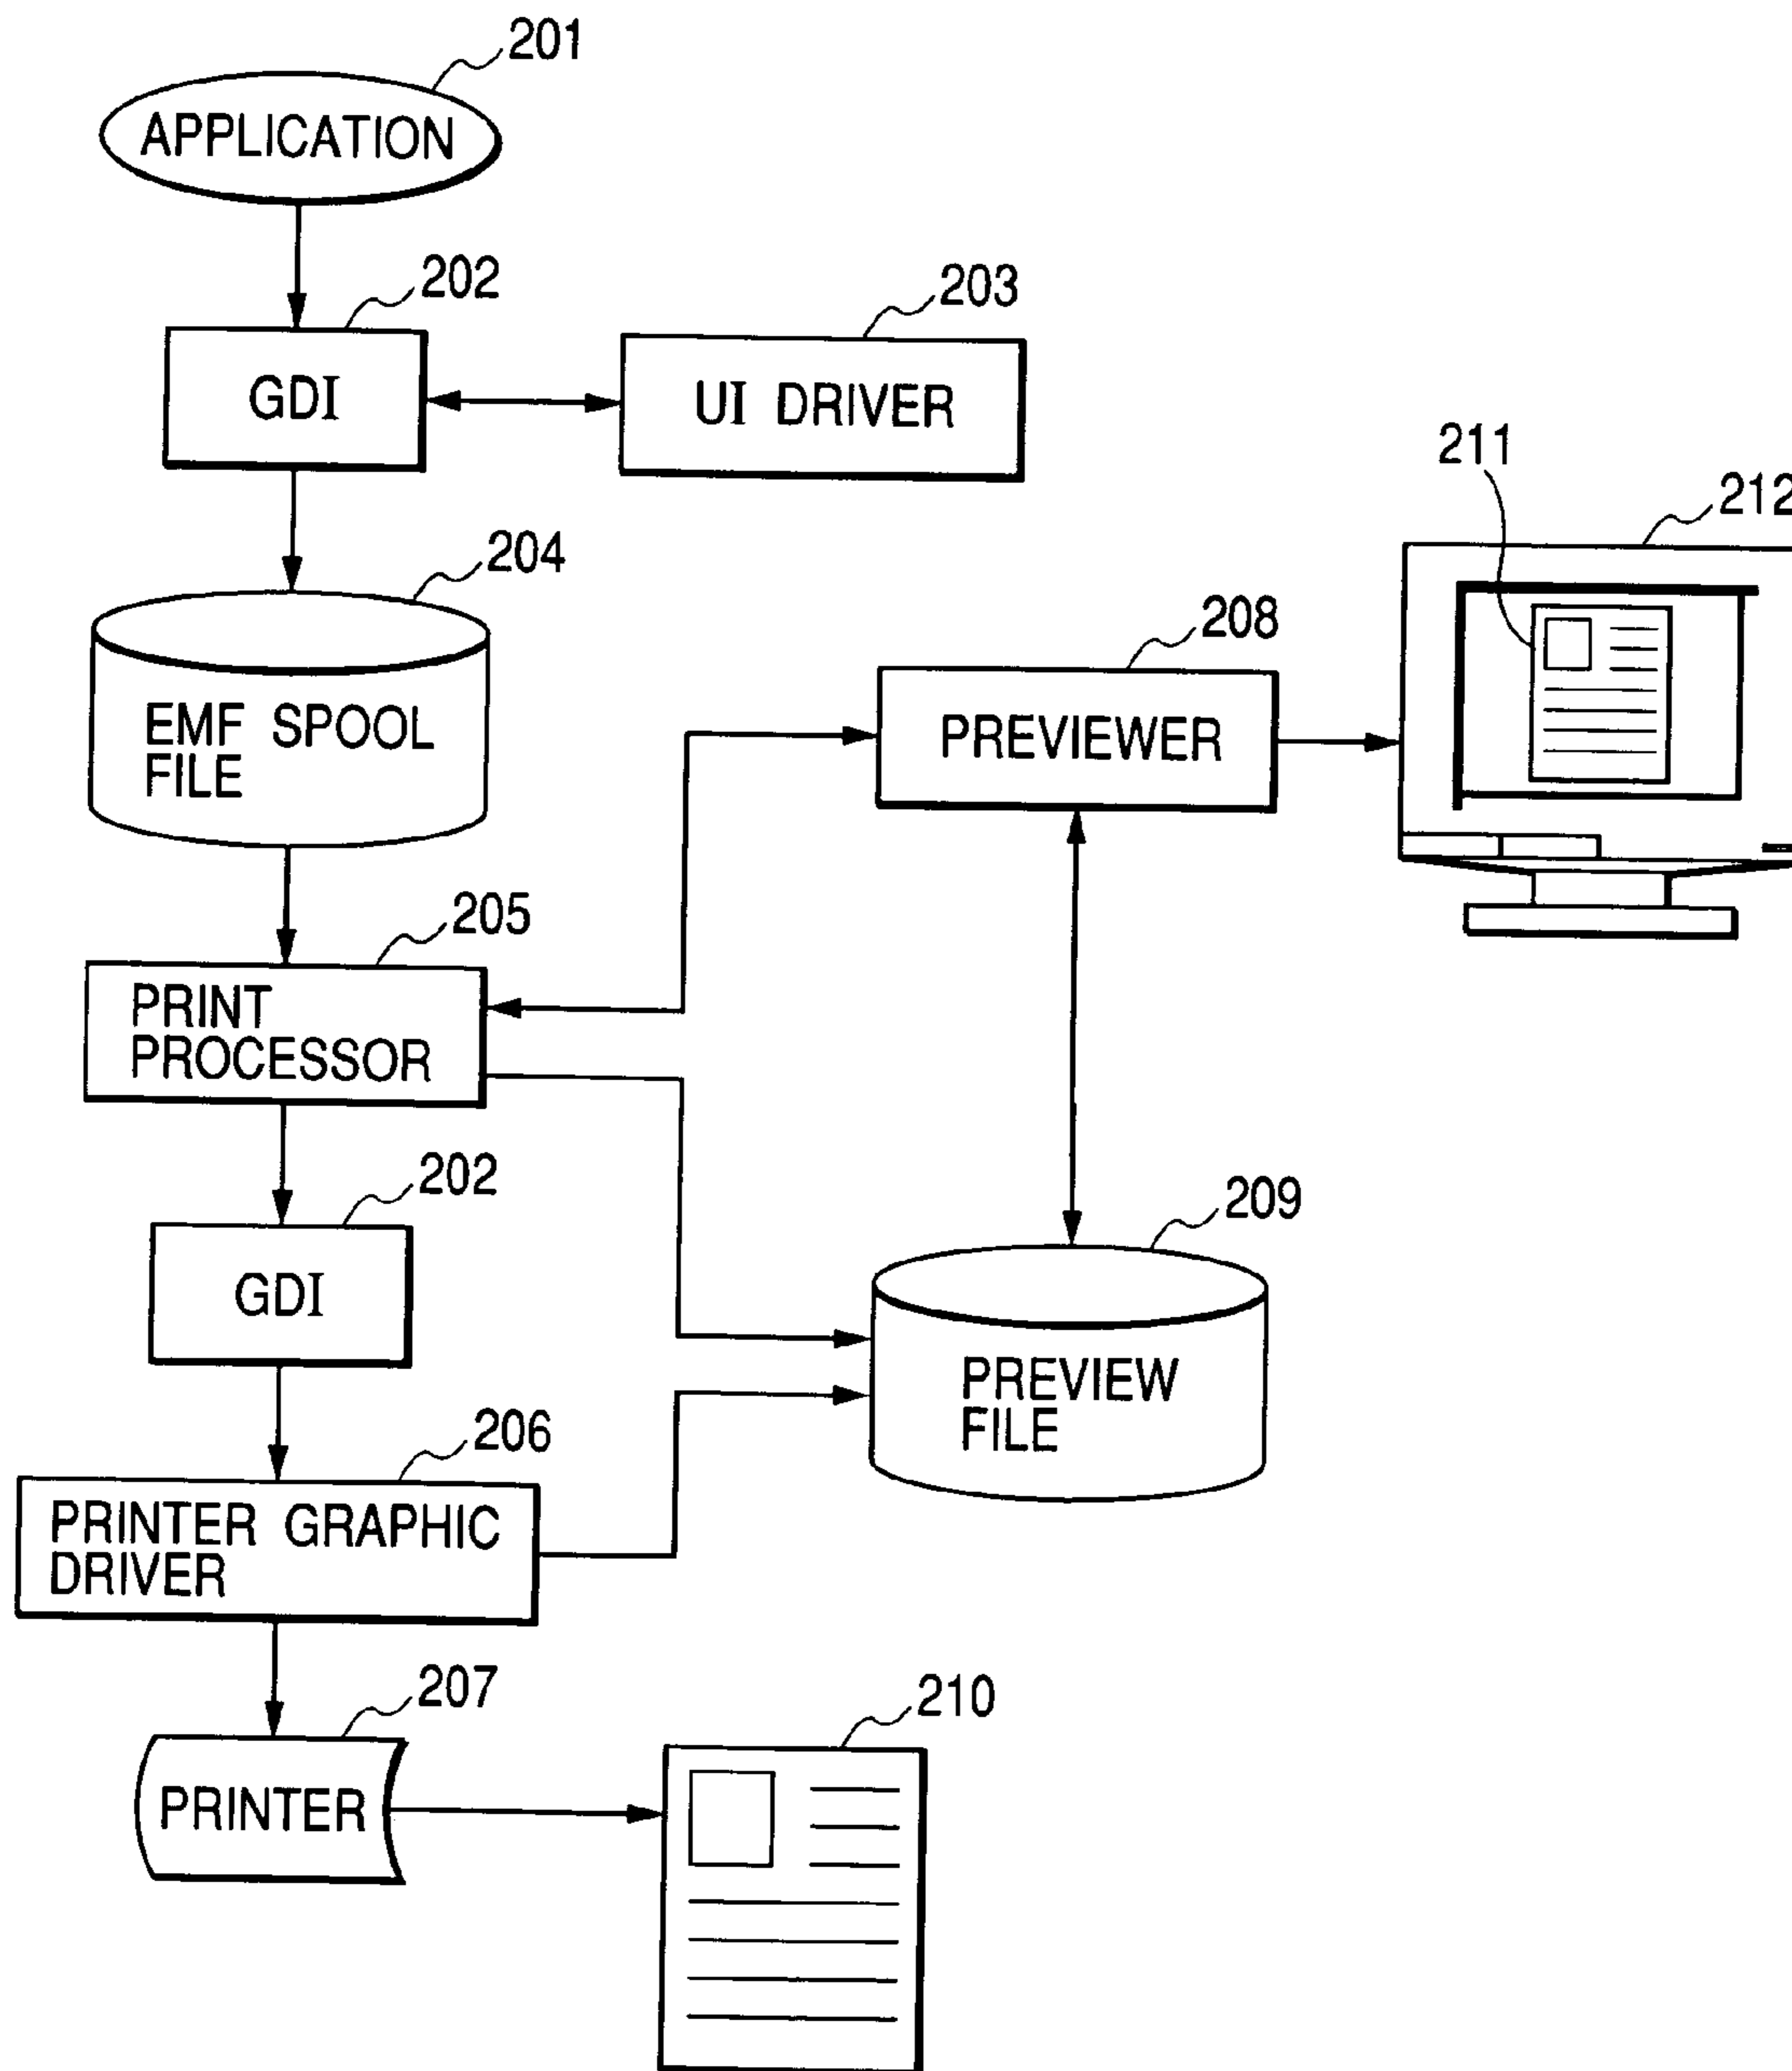 201
APPLICATION
202
203
GDI
UI DRIVER
211
212
204
208
EMF SPOOL
FILE
PREVIEWER
205
PRINT
PROCESSOR
202
209
GDI
PREVIEW
FILE
206
PRINTER GRAPHIC
DRIVER
207
210
PRINTER